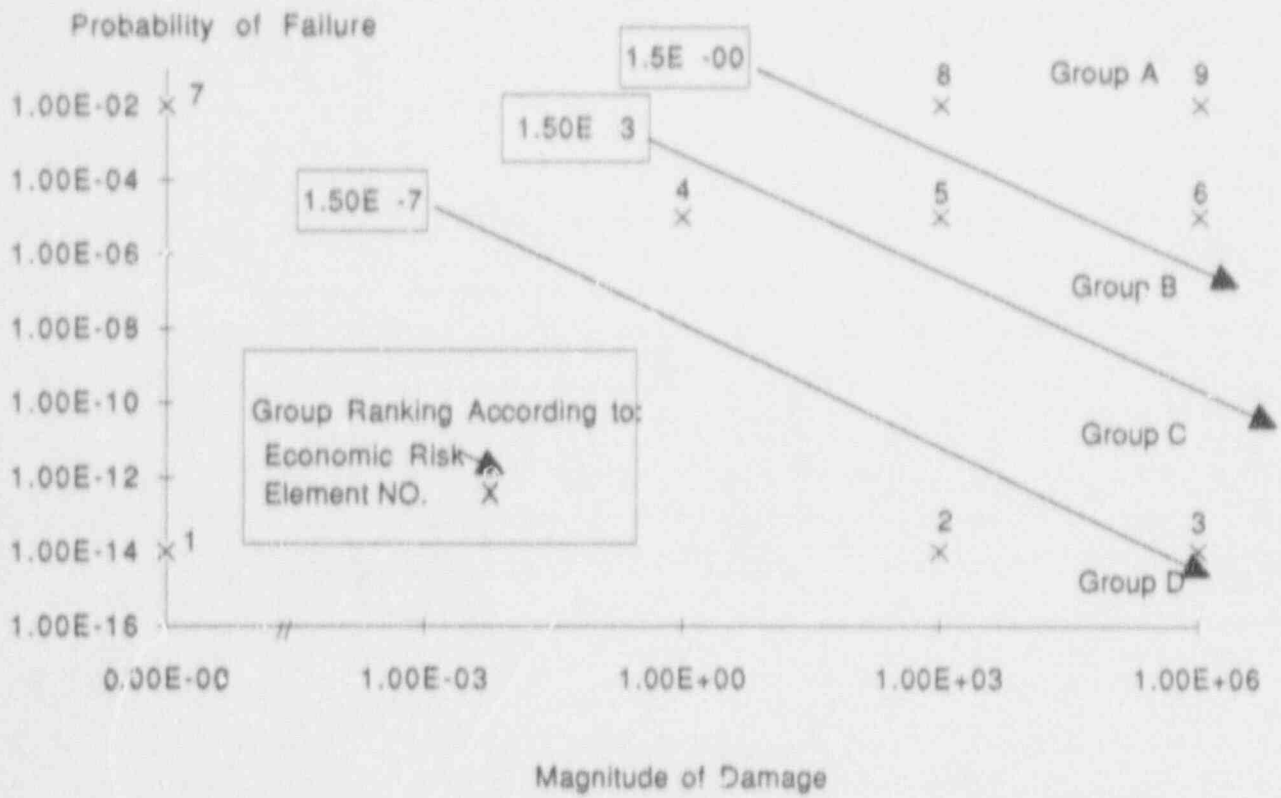 Probability of Failure
1.5E -00
8
Group A
9
1.00E-02
7
1.50E 3
1.00E-04
1.50E -7
4
5
6
1.00E-06
Group B
1.00E-08
1.00E-10
Group Ranking According to:
Group C
Economic Risk
1.00E-12
Element NO.
2
3
1.00E-14
1
Group D
1.00E-16
//
0.00E-00
1.00E-03
1.00E+00
1.00E+03
1.00E+06
Magnitude of Damage